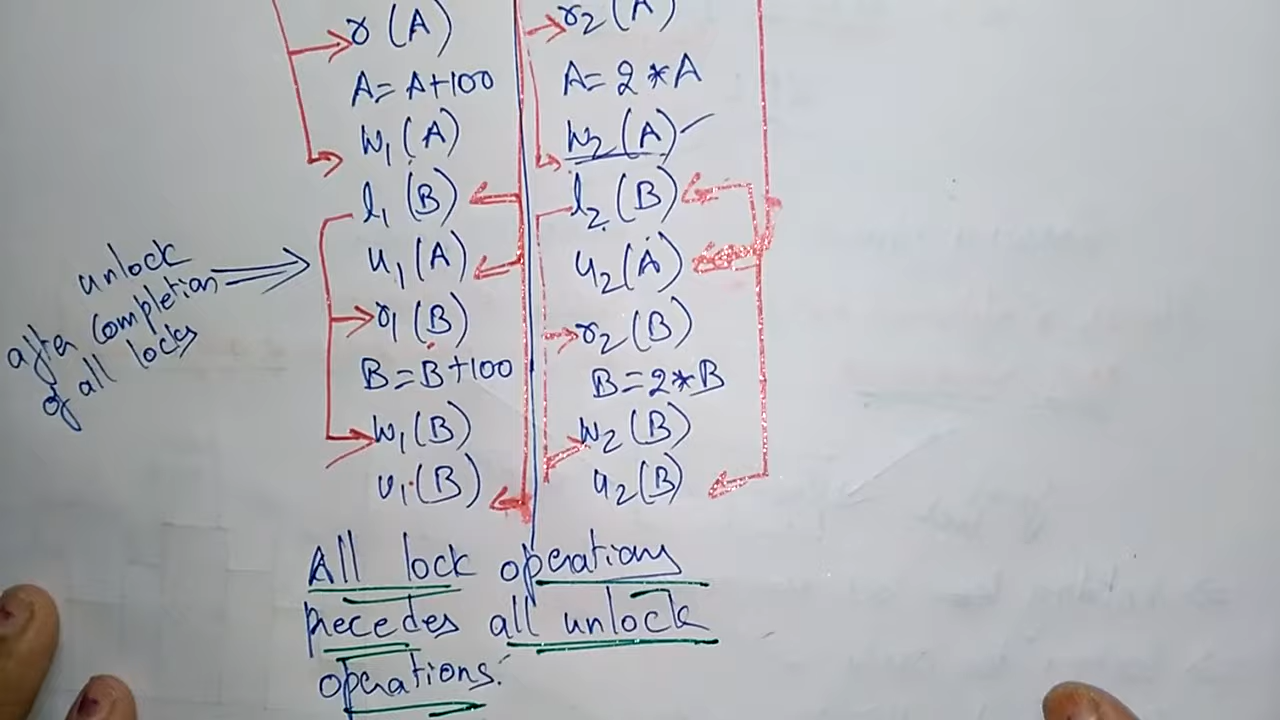 r(A)
A=A+100
W₁(A)
l₁(B)
u₁(A)
r₁(B)
B=B+100
W₁(B)
u₁(B)
r₂(A)
A=2*A
W₂(A)
l₂(B)
u₂(A)
r₂(B)
B=2*B
W₂(B)
u₂(B)
unlock
after completion
of all locks
All lock operations
precedes all unlock
operations.